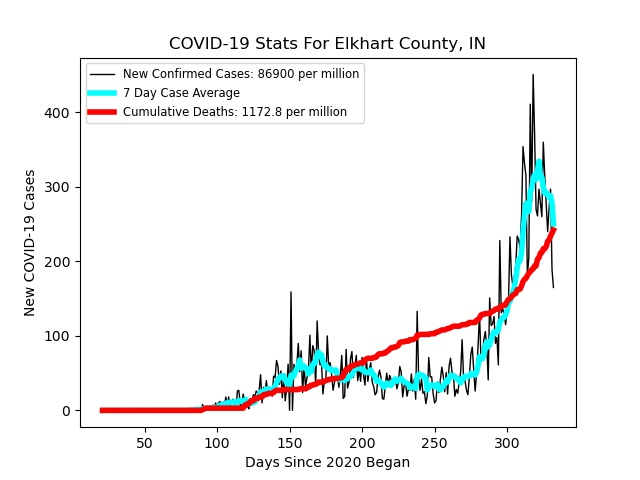 COVID-19 Stats For Elkhart County, IN
New Confirmed Cases: 86900 per million
7 Day Case Average
Cumulative Deaths: 1172.8 per million
New COVID-19 Cases
400
300
200
100
0
50 100 150 200 250 300
Days Since 2020 Began